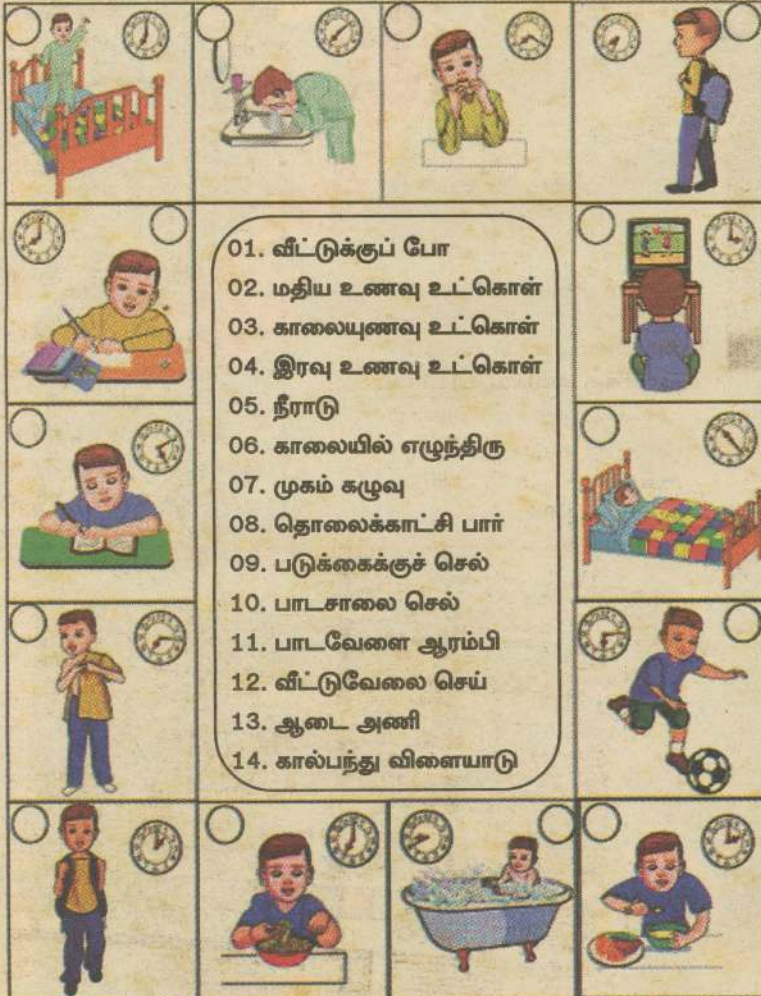 01. வீட்டுக்குப் போ
02. மதிய உணவு உட்கொள்
03. காலையுணவு உட்கொள்
04. இரவு உணவு உட்கொள்
05. நீராடு
06. காலையில் எழுந்திரு
07. முகம் கழுவு
08. தொலைக்காட்சி பார்
09. படுக்கைக்குச் செல்
10. பாடசாலை செல்
11. பாடவேளை ஆரம்பி
12. வீட்டுவேலை செய்
13. ஆடை அணி
14. கால்பந்து விளையாடு